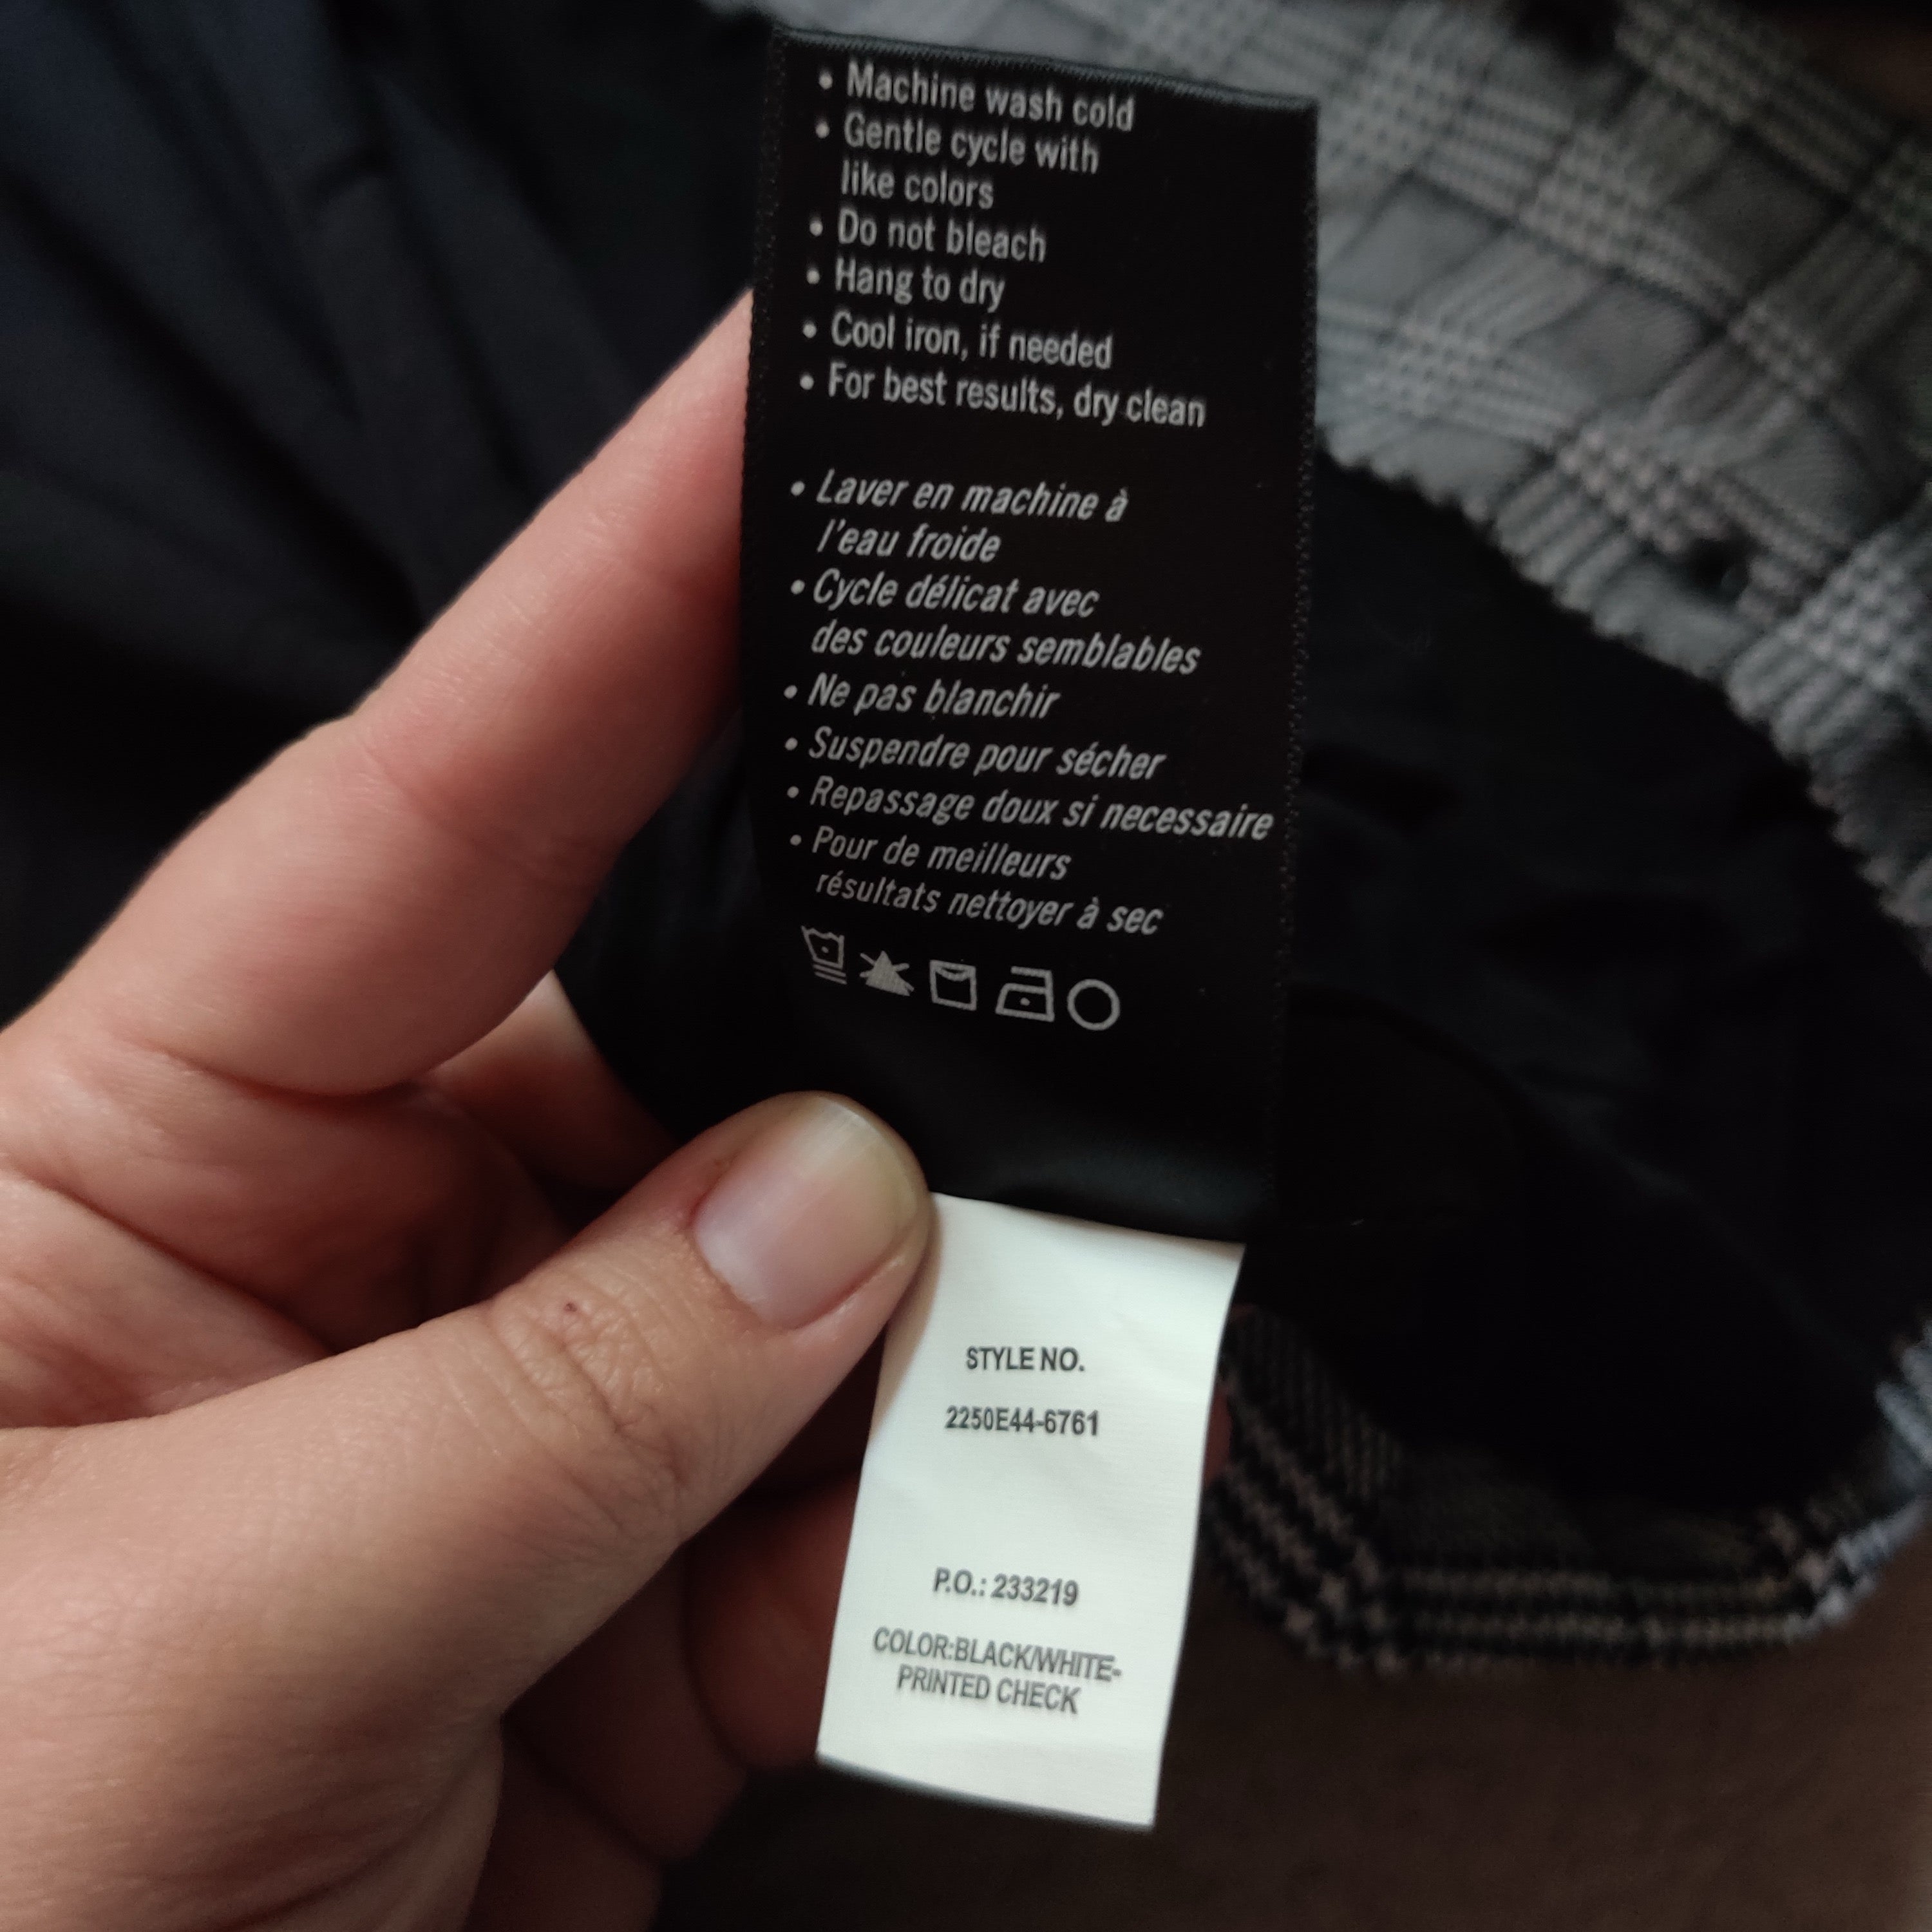 • Machine wash cold
• Gentle cycle with
like colors
• Do not bleach
• Hang to dry
• Cool iron, if needed
• For best results, dry clean
• Laver en machine à
l'eau froide
• Cycle délicat avec
des couleurs semblables
• Ne pas blanchir
• Suspendre pour sécher
• Repassage doux si necessaire
• Pour de meilleurs
résultats nettoyer à sec
STYLE NO.
2250E44-6761
P.O.: 233219
COLOR:BLACK/WHITE-
PRINTED CHECK